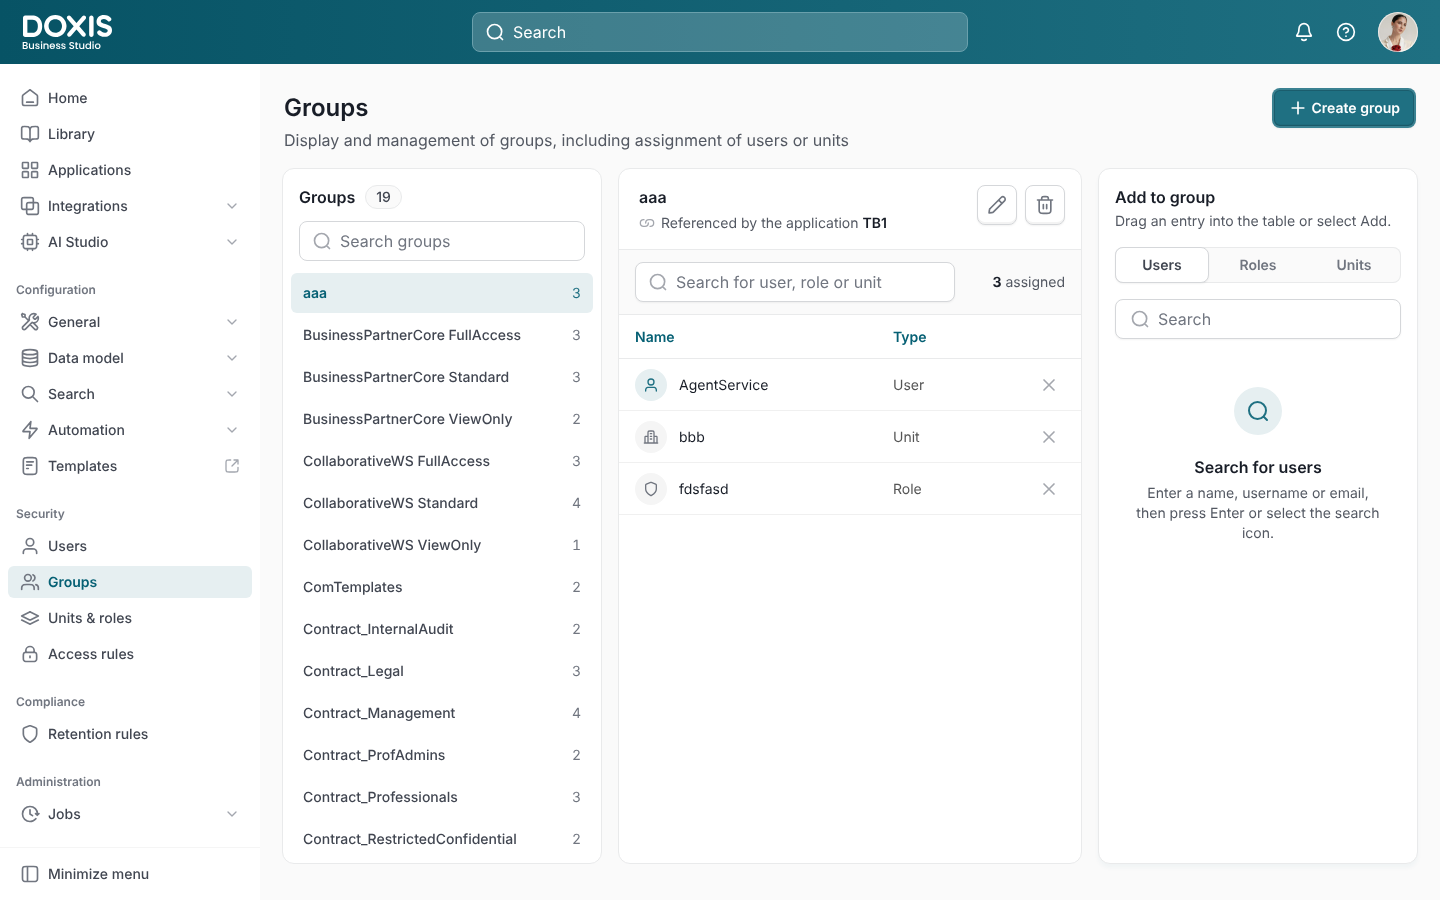 DOXIS
Business Studio
Search
Home
Library
Applications
Integrations
AI Studio
Configuration
General
Data model
Search
Automation
Templates
Security
Users
Groups
Units & roles
Access rules
Compliance
Retention rules
Administration
Jobs
Minimize menu
Groups
Display and management of groups, including assignment of users or units
Create group
Groups 19
Search groups
aaa 3
BusinessPartnerCore FullAccess 3
BusinessPartnerCore Standard 3
BusinessPartnerCore ViewOnly 2
CollaborativeWS FullAccess 3
CollaborativeWS Standard 4
CollaborativeWS ViewOnly 1
ComTemplates 2
Contract_InternalAudit 2
Contract_Legal 3
Contract_Management 4
Contract_ProfAdmins 2
Contract_Professionals 3
Contract_RestrictedConfidential 2
aaa
Referenced by the application TB1
Search for user, role or unit
3 assigned
Name Type
AgentService User
bbb Unit
fdsfasd Role
Add to group
Drag an entry into the table or select Add.
Users Roles Units
Search
Search for users
Enter a name, username or email,
then press Enter or select the search
icon.